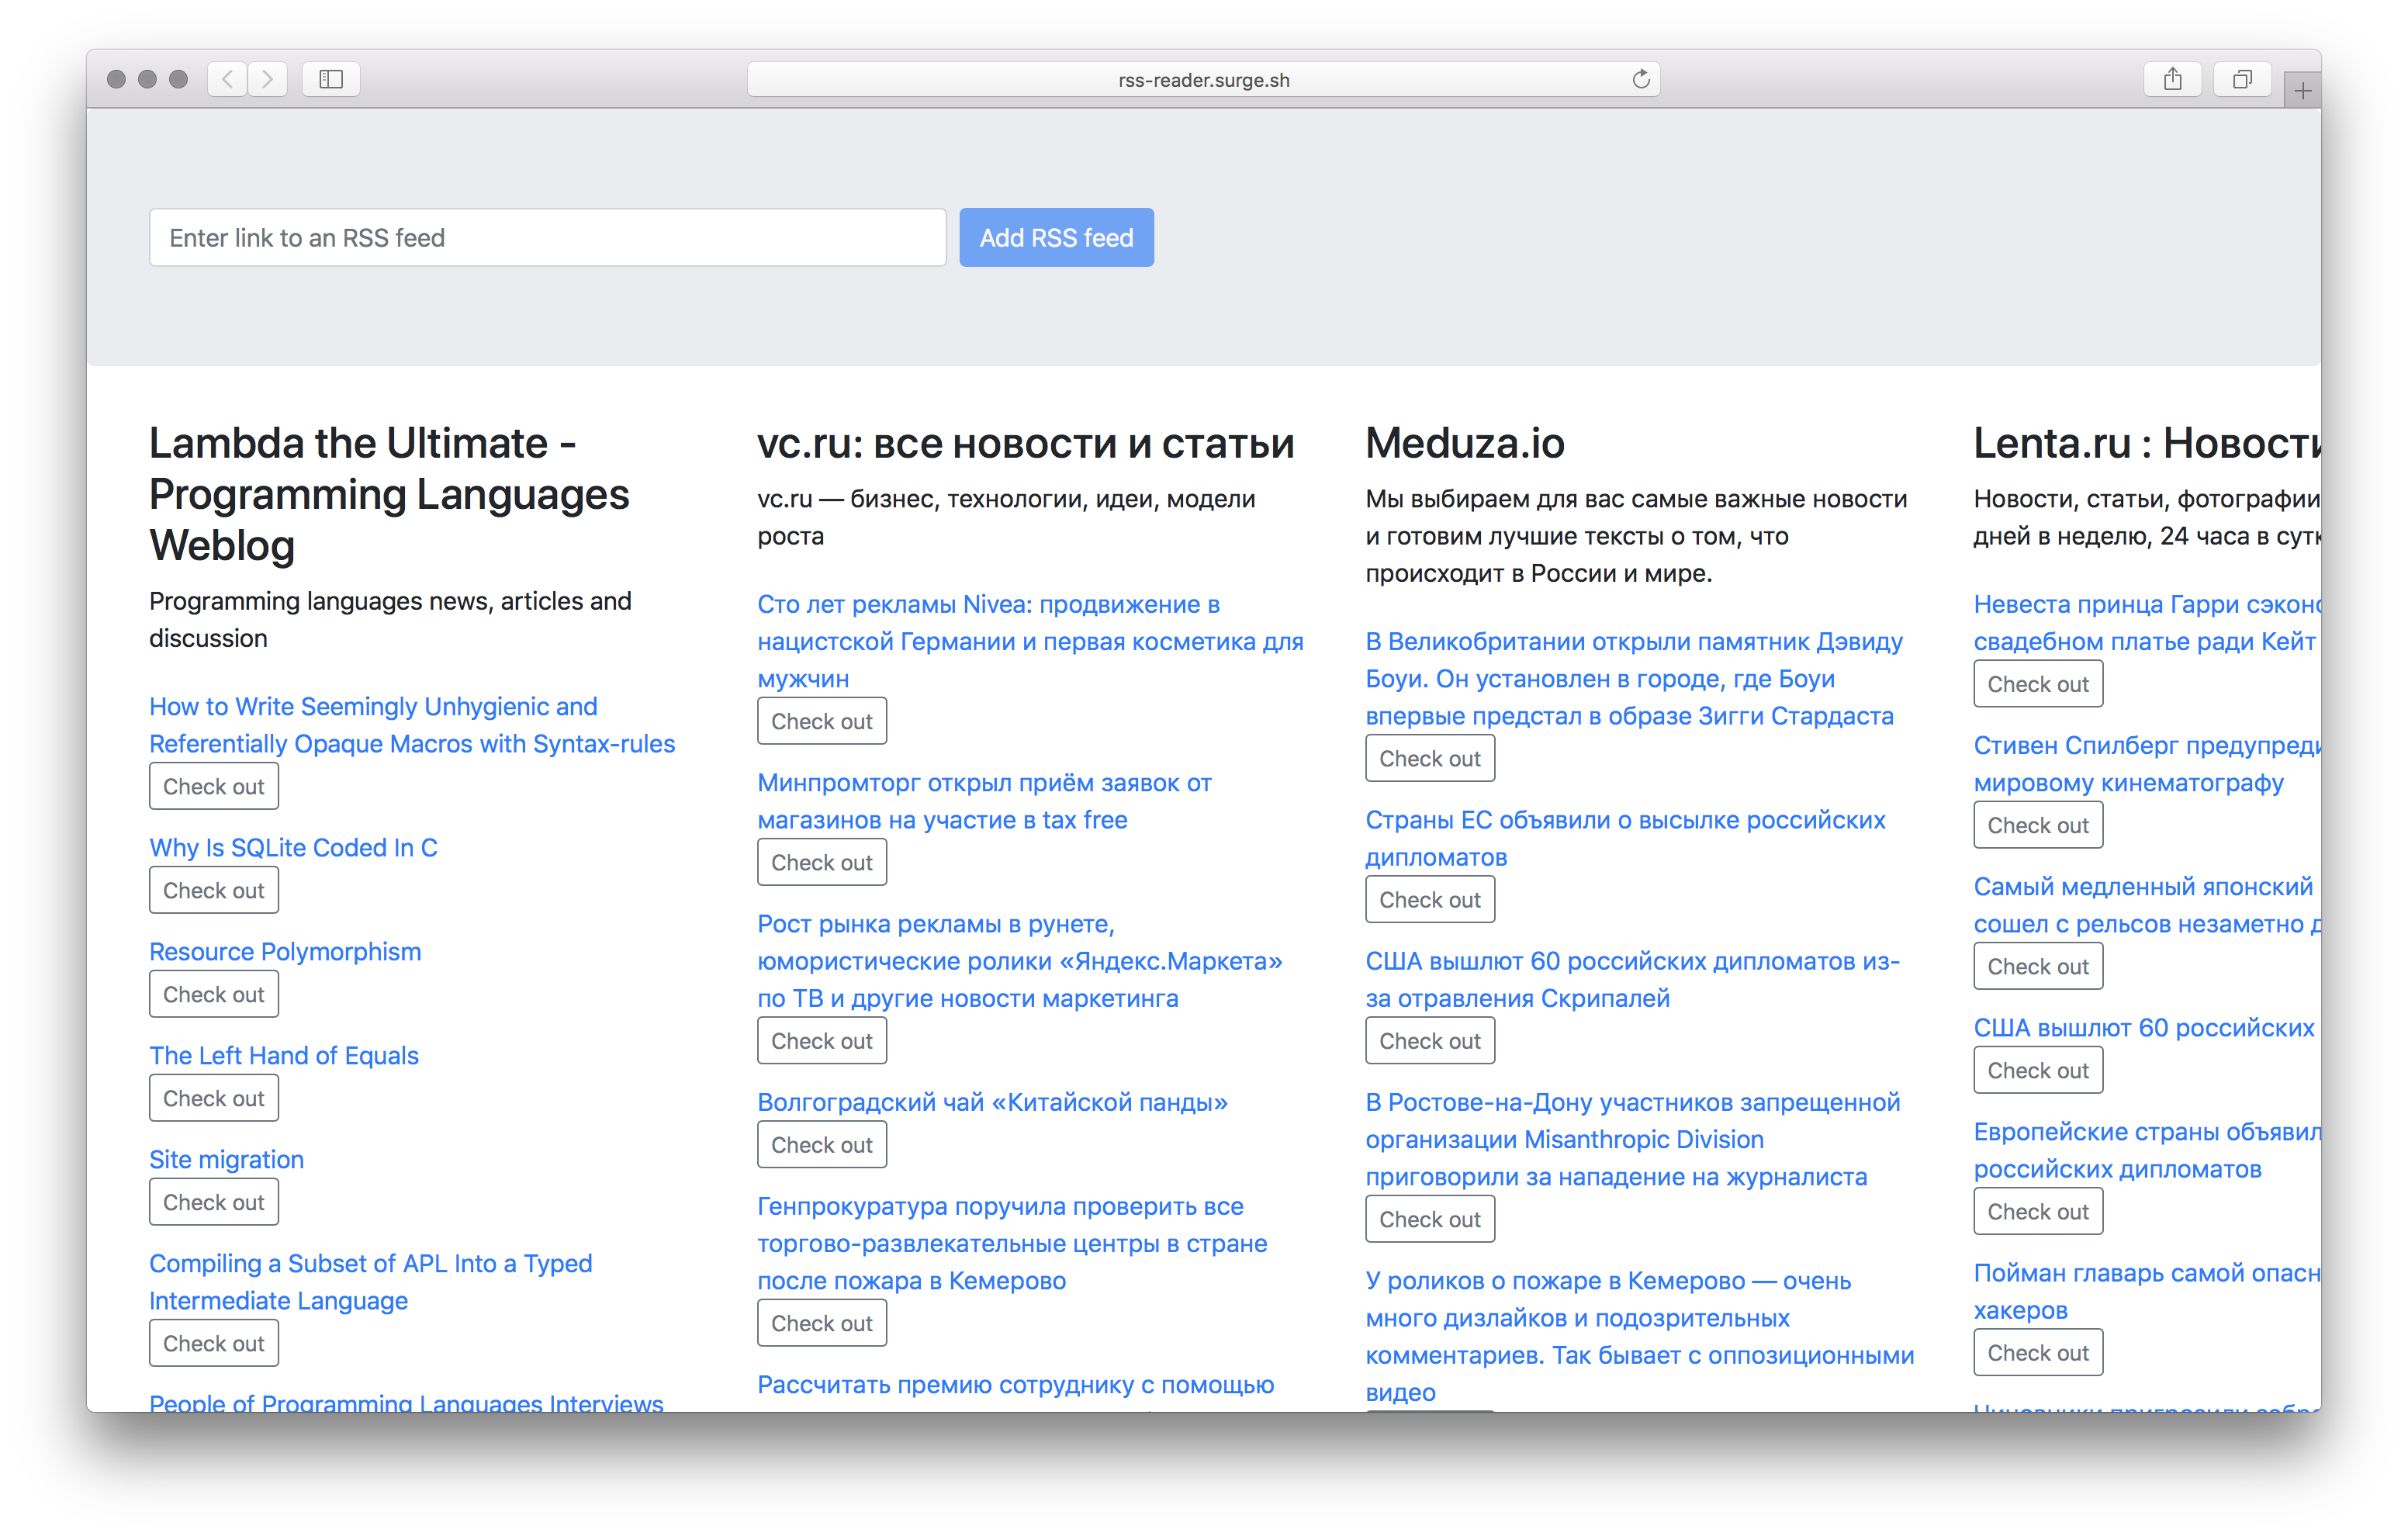 rss-reader.surge.sh
Enter link to an RSS feed
Add RSS feed
Lambda the Ultimate -
Programming Languages
Weblog
Programming languages news, articles and
discussion
How to Write Seemingly Unhygienic and
Referentially Opaque Macros with Syntax-rules
Check out
Why Is SQLite Coded In C
Check out
Resource Polymorphism
Check out
The Left Hand of Equals
Check out
Site migration
Check out
Compiling a Subset of APL Into a Typed
Intermediate Language
Check out
People of Programming Languages Interviews
vc.ru: все новости и статьи
vc.ru — бизнес, технологии, идеи, модели
роста
Сто лет рекламы Nivea: продвижение в
нацистской Германии и первая косметика для
мужчин
Check out
Минпромторг открыл приём заявок от
магазинов на участие в tax free
Check out
Рост рынка рекламы в рунете,
юмористические ролики «Яндекс.Маркета»
по ТВ и другие новости маркетинга
Check out
Волгоградский чай «Китайской панды»
Check out
Генпрокуратура поручила проверить все
торгово-развлекательные центры в стране
после пожара в Кемерово
Check out
Рассчитать премию сотруднику с помощью
Meduza.io
Мы выбираем для вас самые важные новости
и готовим лучшие тексты о том, что
происходит в России и мире.
В Великобритании открыли памятник Дэвиду
Боуи. Он установлен в городе, где Боуи
впервые предстал в образе Зигги Стардаста
Check out
Страны ЕС объявили о высылке российских
дипломатов
Check out
США вышлют 60 российских дипломатов из-
за отравления Скрипалей
Check out
В Ростове-на-Дону участников запрещенной
организации Misanthropic Division
приговорили за нападение на журналиста
Check out
У роликов о пожаре в Кемерово — очень
много дизлайков и подозрительных
комментариев. Так бывает с оппозиционными
видео
Lenta.ru : Новости
Новости, статьи, фотографии
дней в неделю, 24 часа в сутк
Невеста принца Гарри сэконо
свадебном платье ради Кейт
Check out
Стивен Спилберг предупреди
мировому кинематографу
Check out
Самый медленный японский
сошел с рельсов незаметно д
Check out
США вышлют 60 российских
Check out
Европейские страны объявил
российских дипломатов
Check out
Пойман главарь самой опасн
хакеров
Check out